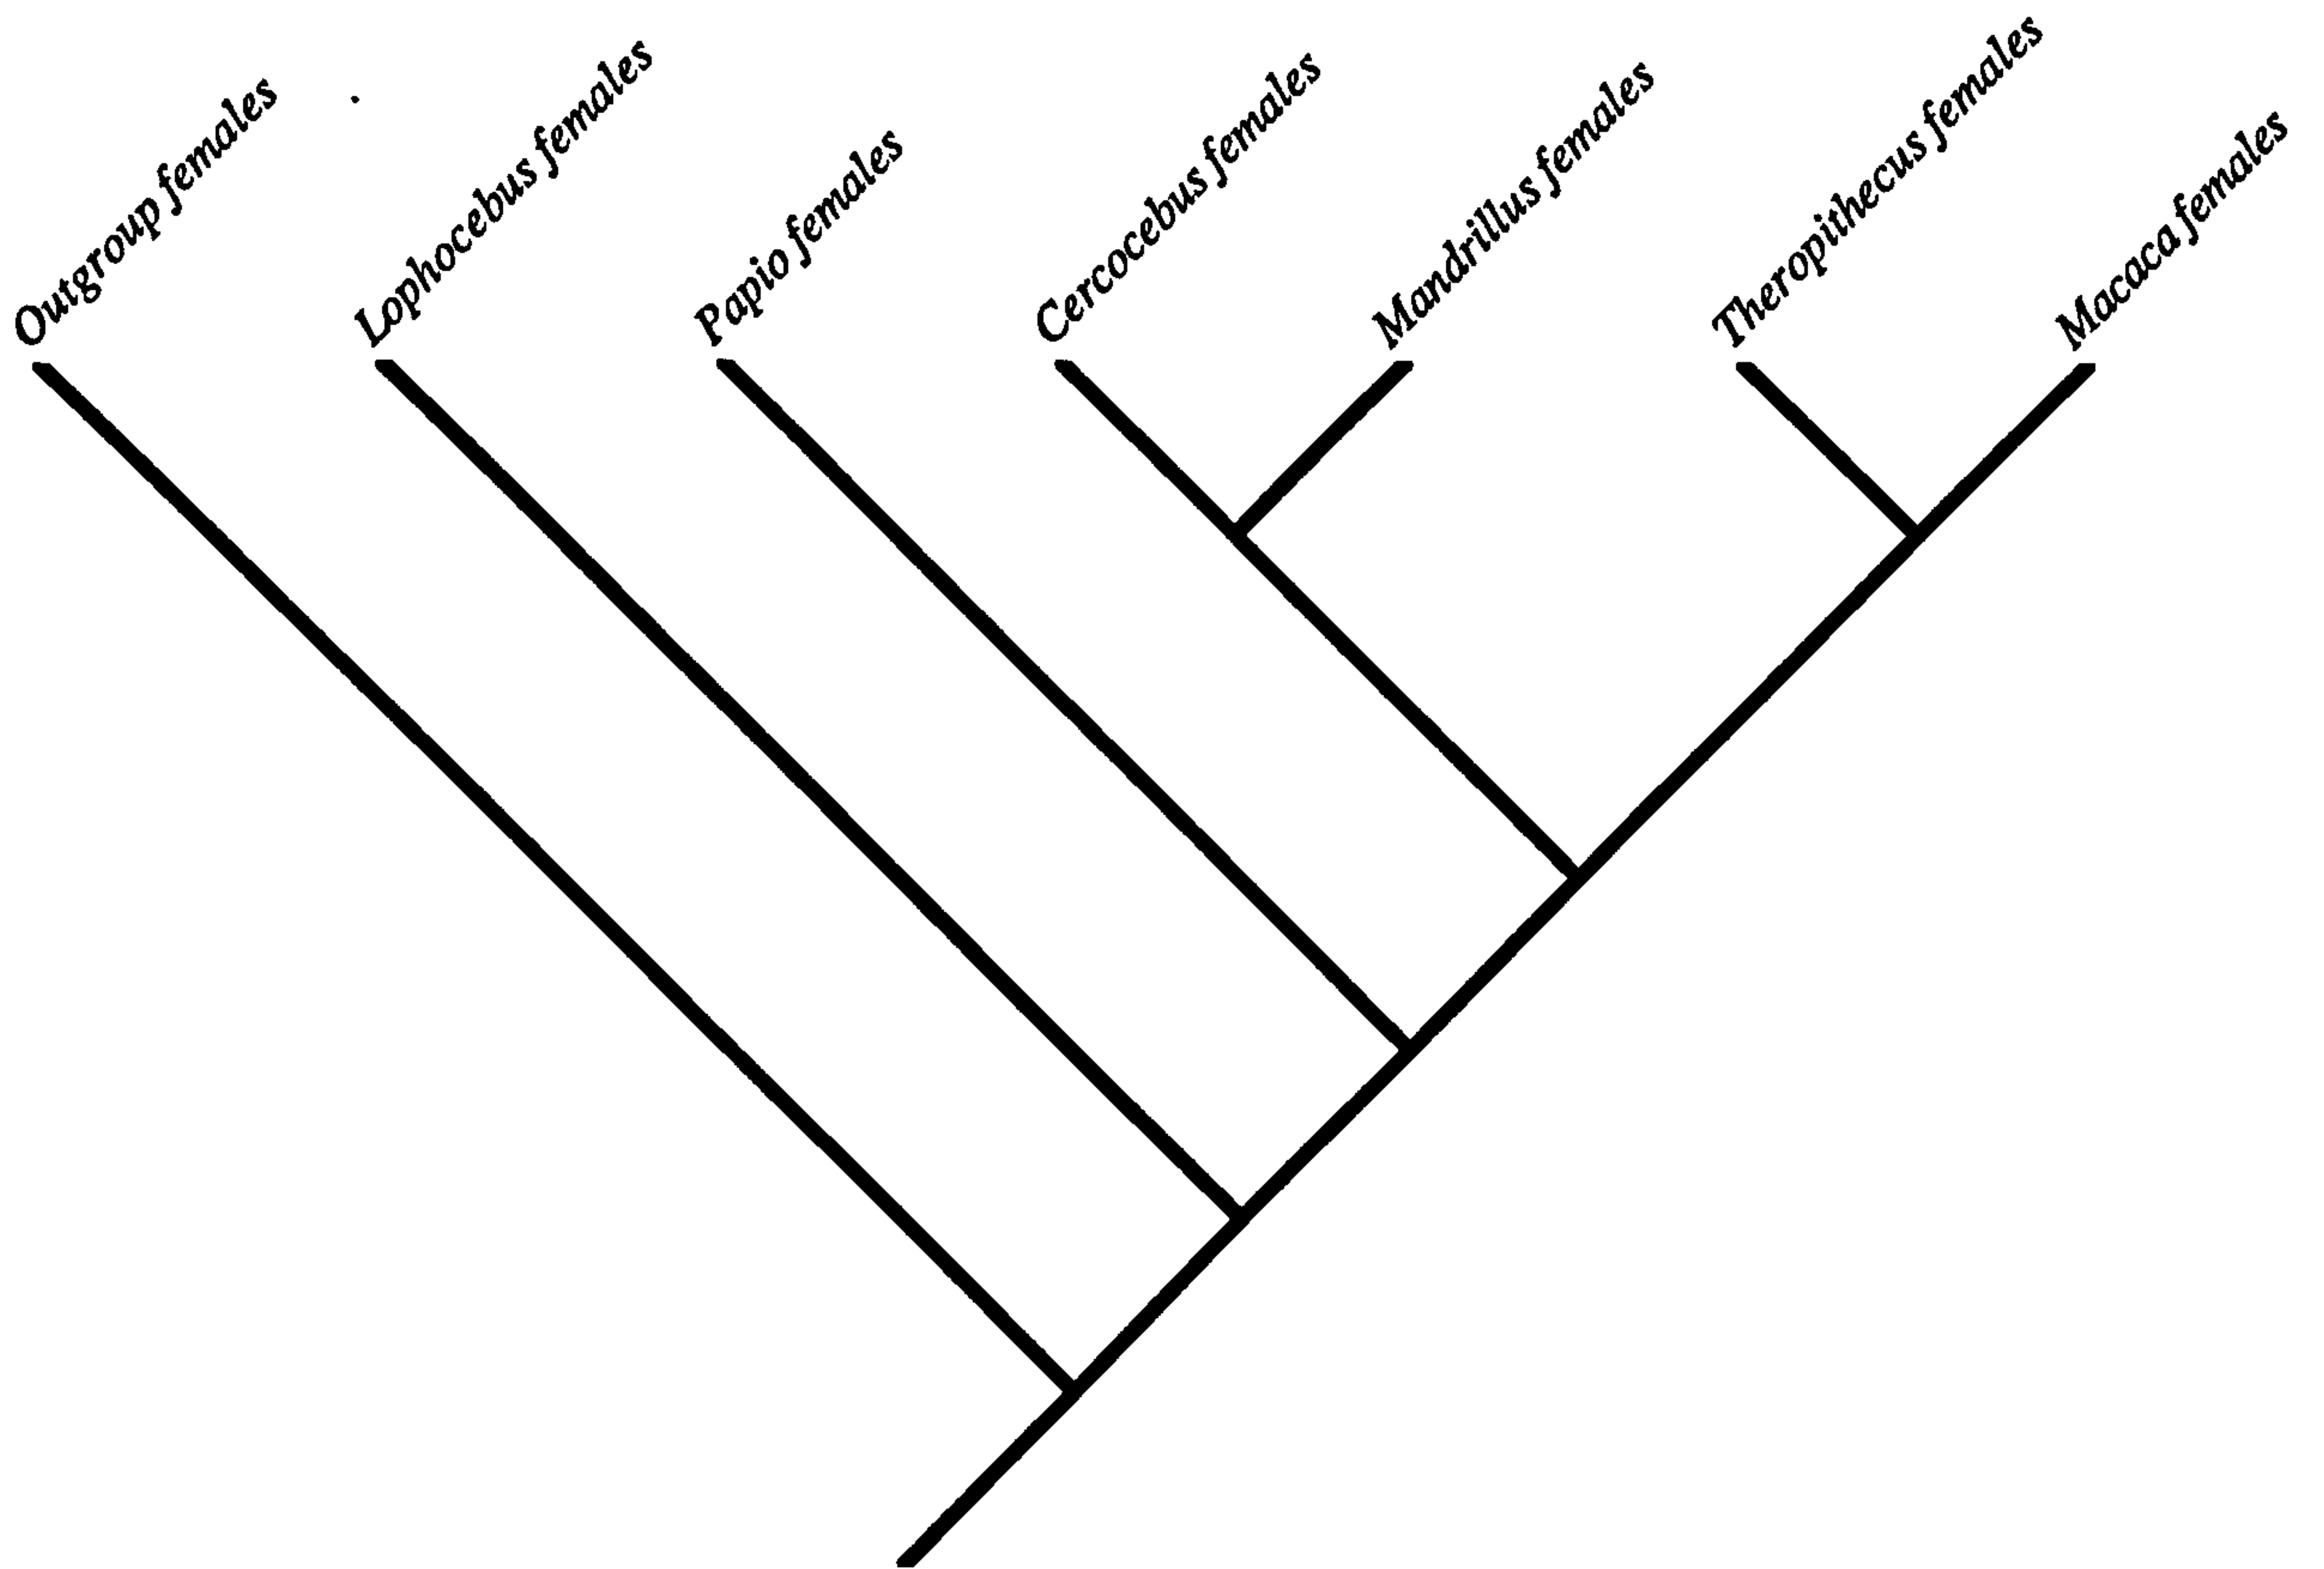 Outgroup females
Lophocebus females
Papio females
Cercocebus females
Mandrillus females
Theropithecus females
Macaca females